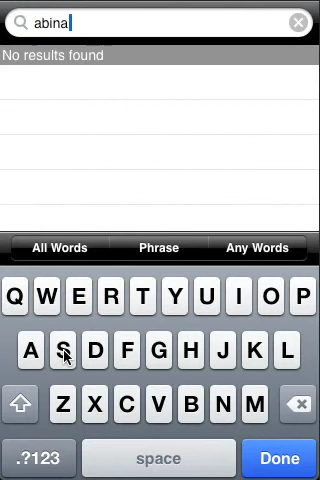 abina
No results found
All Words Phrase Any Words
Q W E R T Y U I O P
A S D F G H J K L
Z X C V B N M
.?123 space Done